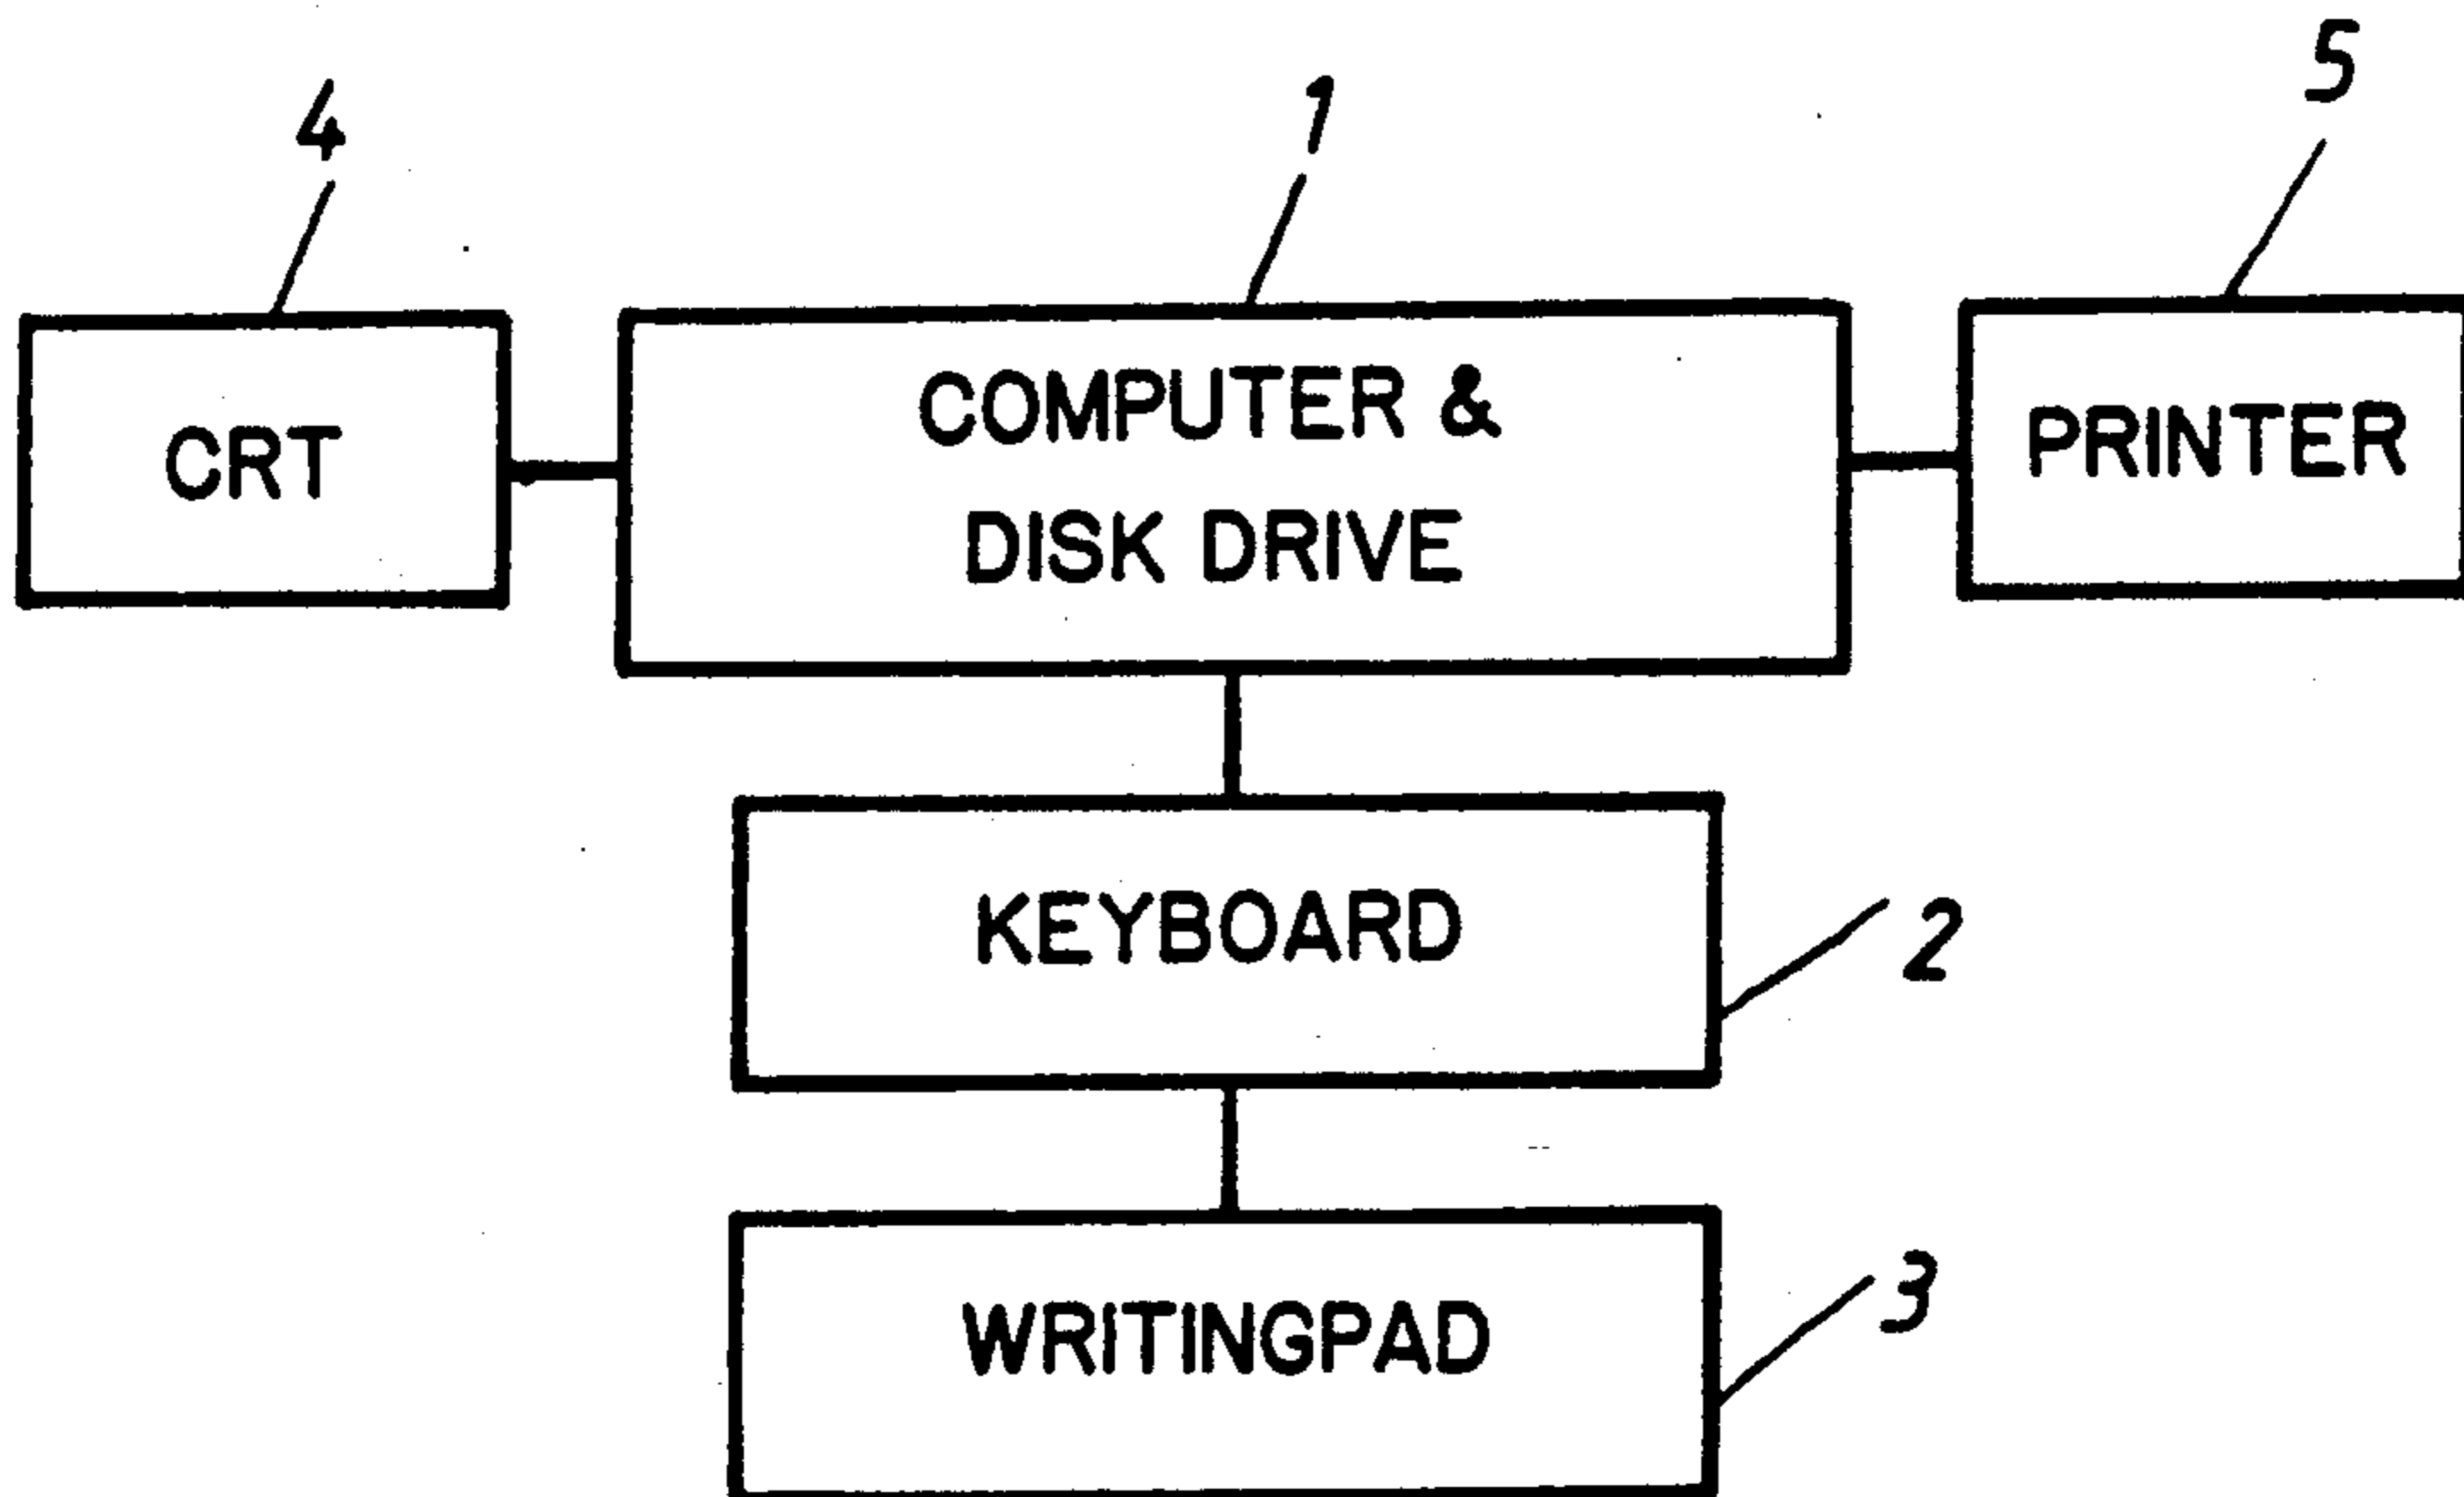 4
1
5
CRT
COMPUTER &
DISK DRIVE
PRINTER
KEYBOARD
2
WRITINGPAD
3